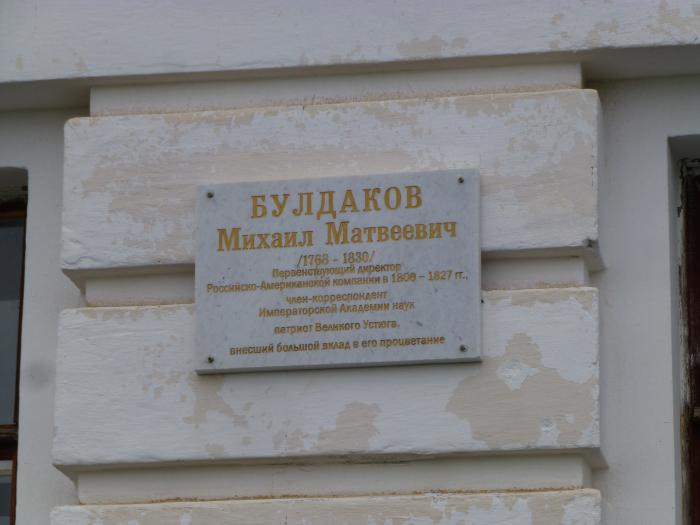 БУЛДАКОВ
Михаил Матвеевич
/1768 - 1830/
Первенствующий директор
Российско-Американской компании в 1800 – 1827 гг.,
член-корреспондент
Императорской Академии наук
патриот Великого Устюга,
внесший большой вклад в его процветание